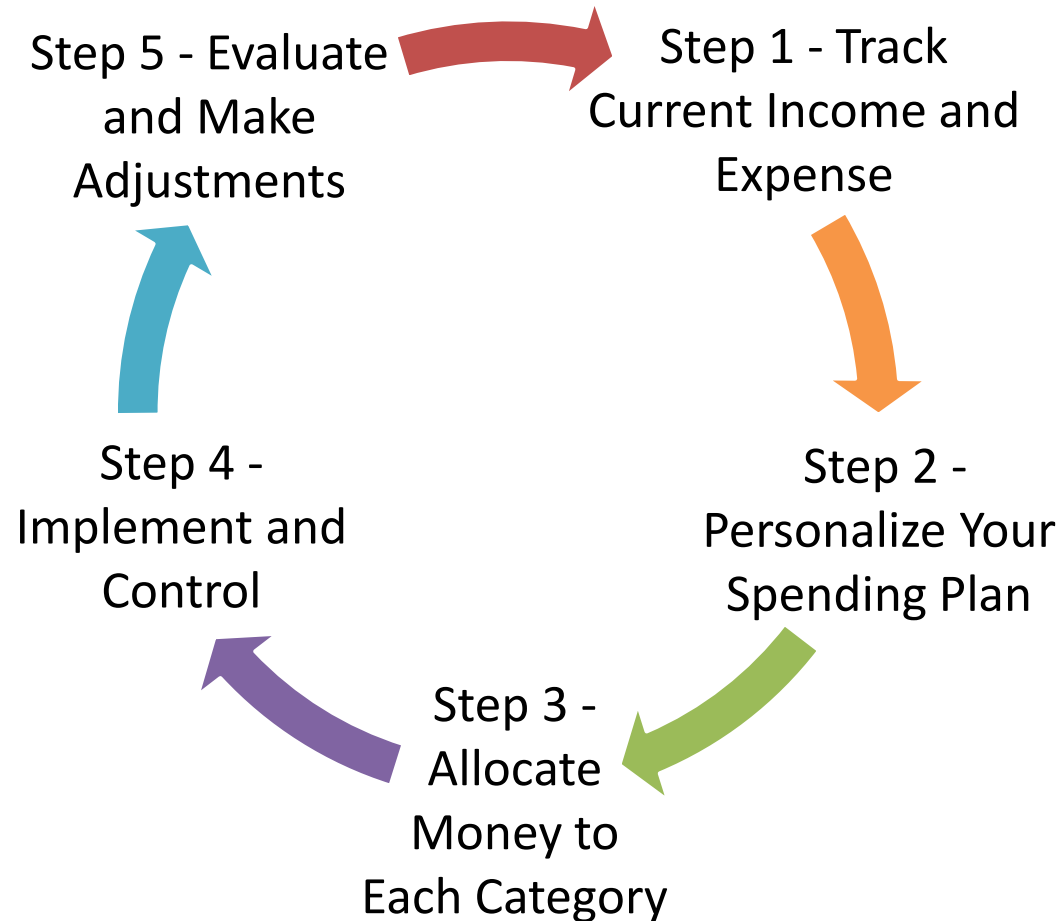 Step 1 - Track
Current Income and
Expense
Step 2 -
Personalize Your
Spending Plan
Step 3 -
Allocate
Money to
Each Category
Step 4 -
Implement and
Control
Step 5 - Evaluate
and Make
Adjustments